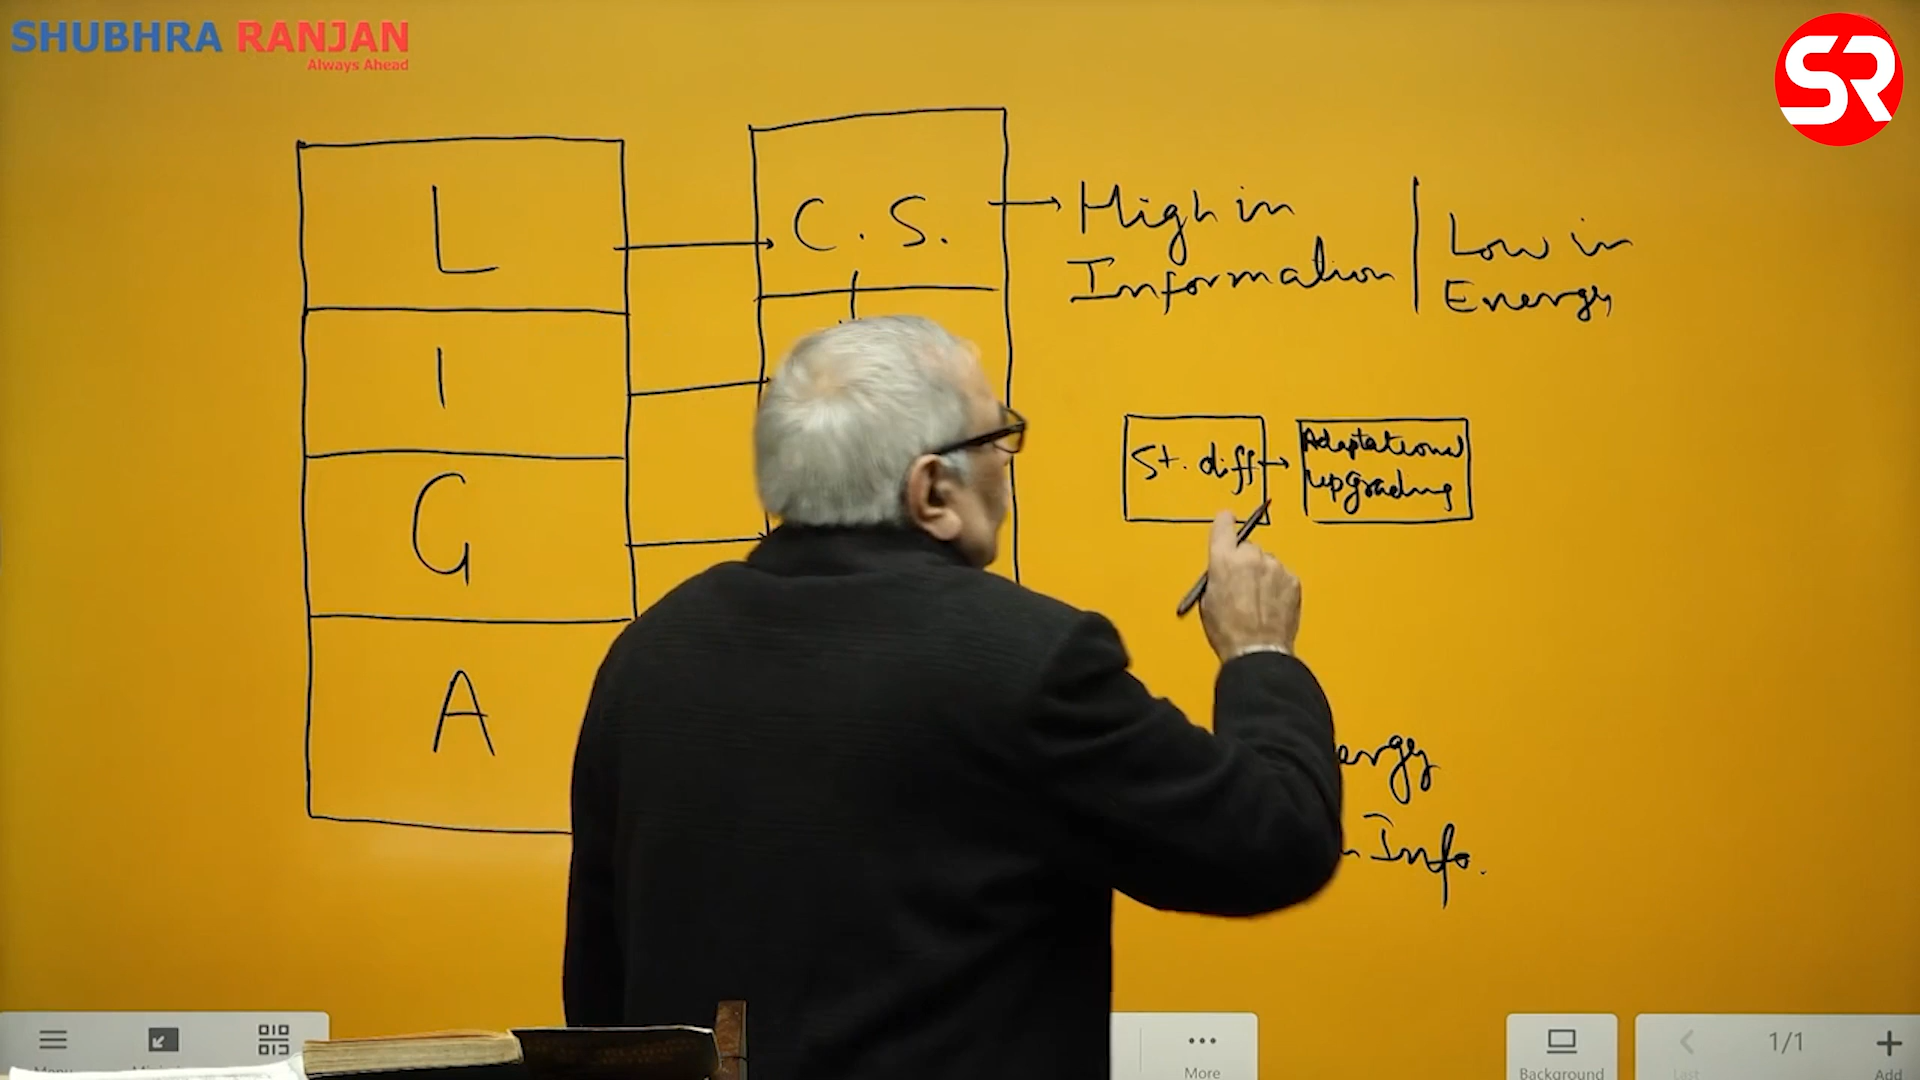 SHUBHRA RANJAN
Always Ahead
SR
L
I
G
A
C. S.
High in
Information
Low in
Energy
St. diff
Adaptational
upgrading
ergy
Info.
More
Background
1/1
Add